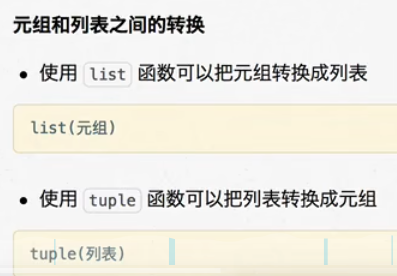 元组和列表之间的转换
使用 list 函数可以把元组转换成列表
list(元组)
使用 tuple 函数可以把列表转换成元组
tuple(列表)